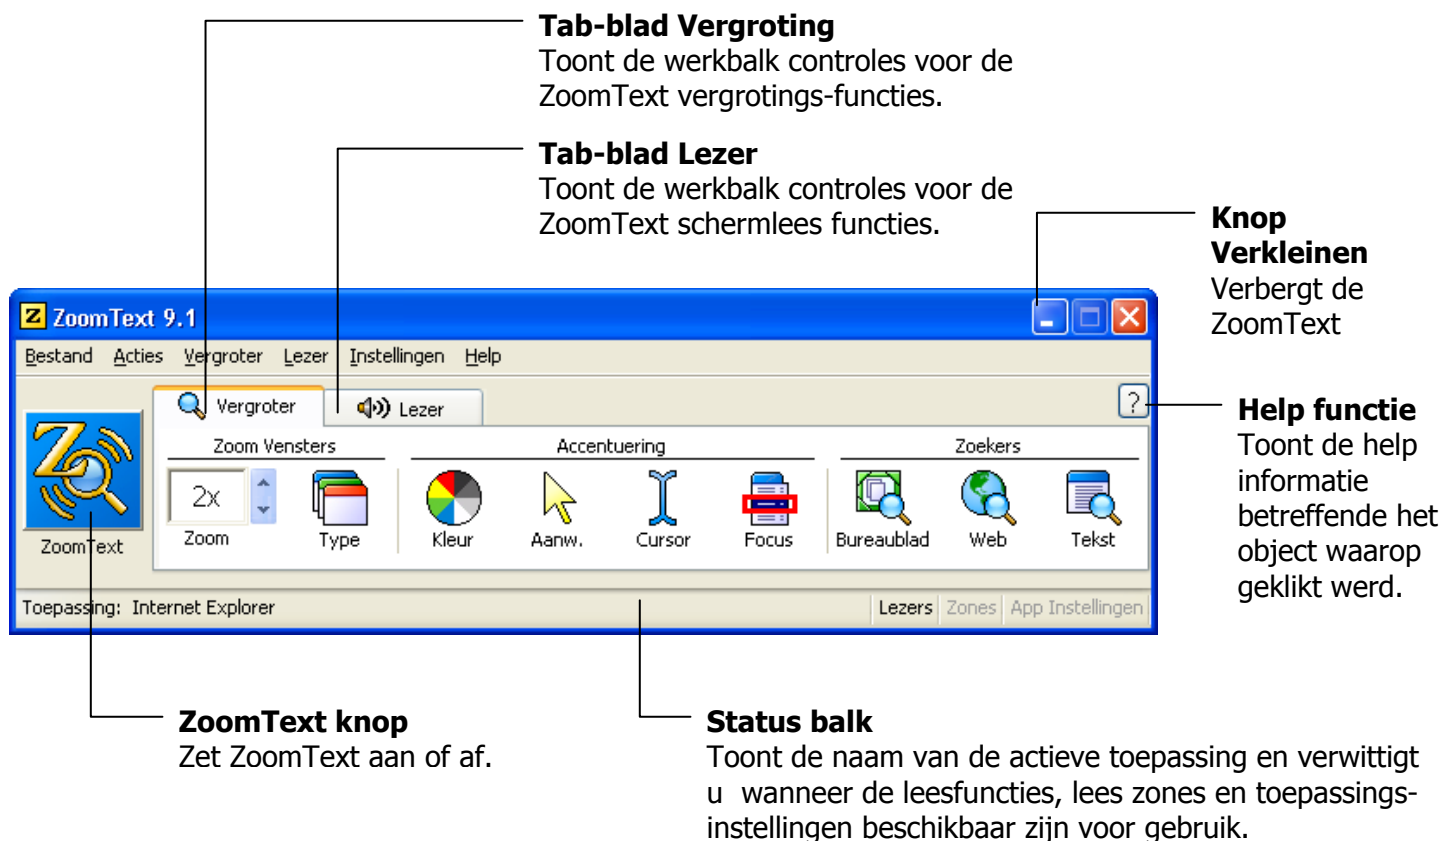 Tab-blad Vergroting
Toont de werkbalk controles voor de
ZoomText vergrotings-functies.
Tab-blad Lezer
Toont de werkbalk controles voor de
ZoomText schermlees functies.
Knop
Verkleinen
Verbergt de
ZoomText
ZoomText 9.1
Bestand Acties Vergroter Lezer Instellingen Help
Vergroter Lezer ?
Zoom Vensters Accentuering Zoekers
2x
ZoomText Zoom Type Kleur Aanw. Cursor Focus Bureaublad Web Tekst
Toepassing: Internet Explorer Lezers Zones App Instellingen
Help functie
Toont de help
informatie
betreffende het
object waarop
geklikt werd.
ZoomText knop
Zet ZoomText aan of af.
Status balk
Toont de naam van de actieve toepassing en verwittigt
u wanneer de leesfuncties, lees zones en toepassings-
instellingen beschikbaar zijn voor gebruik.